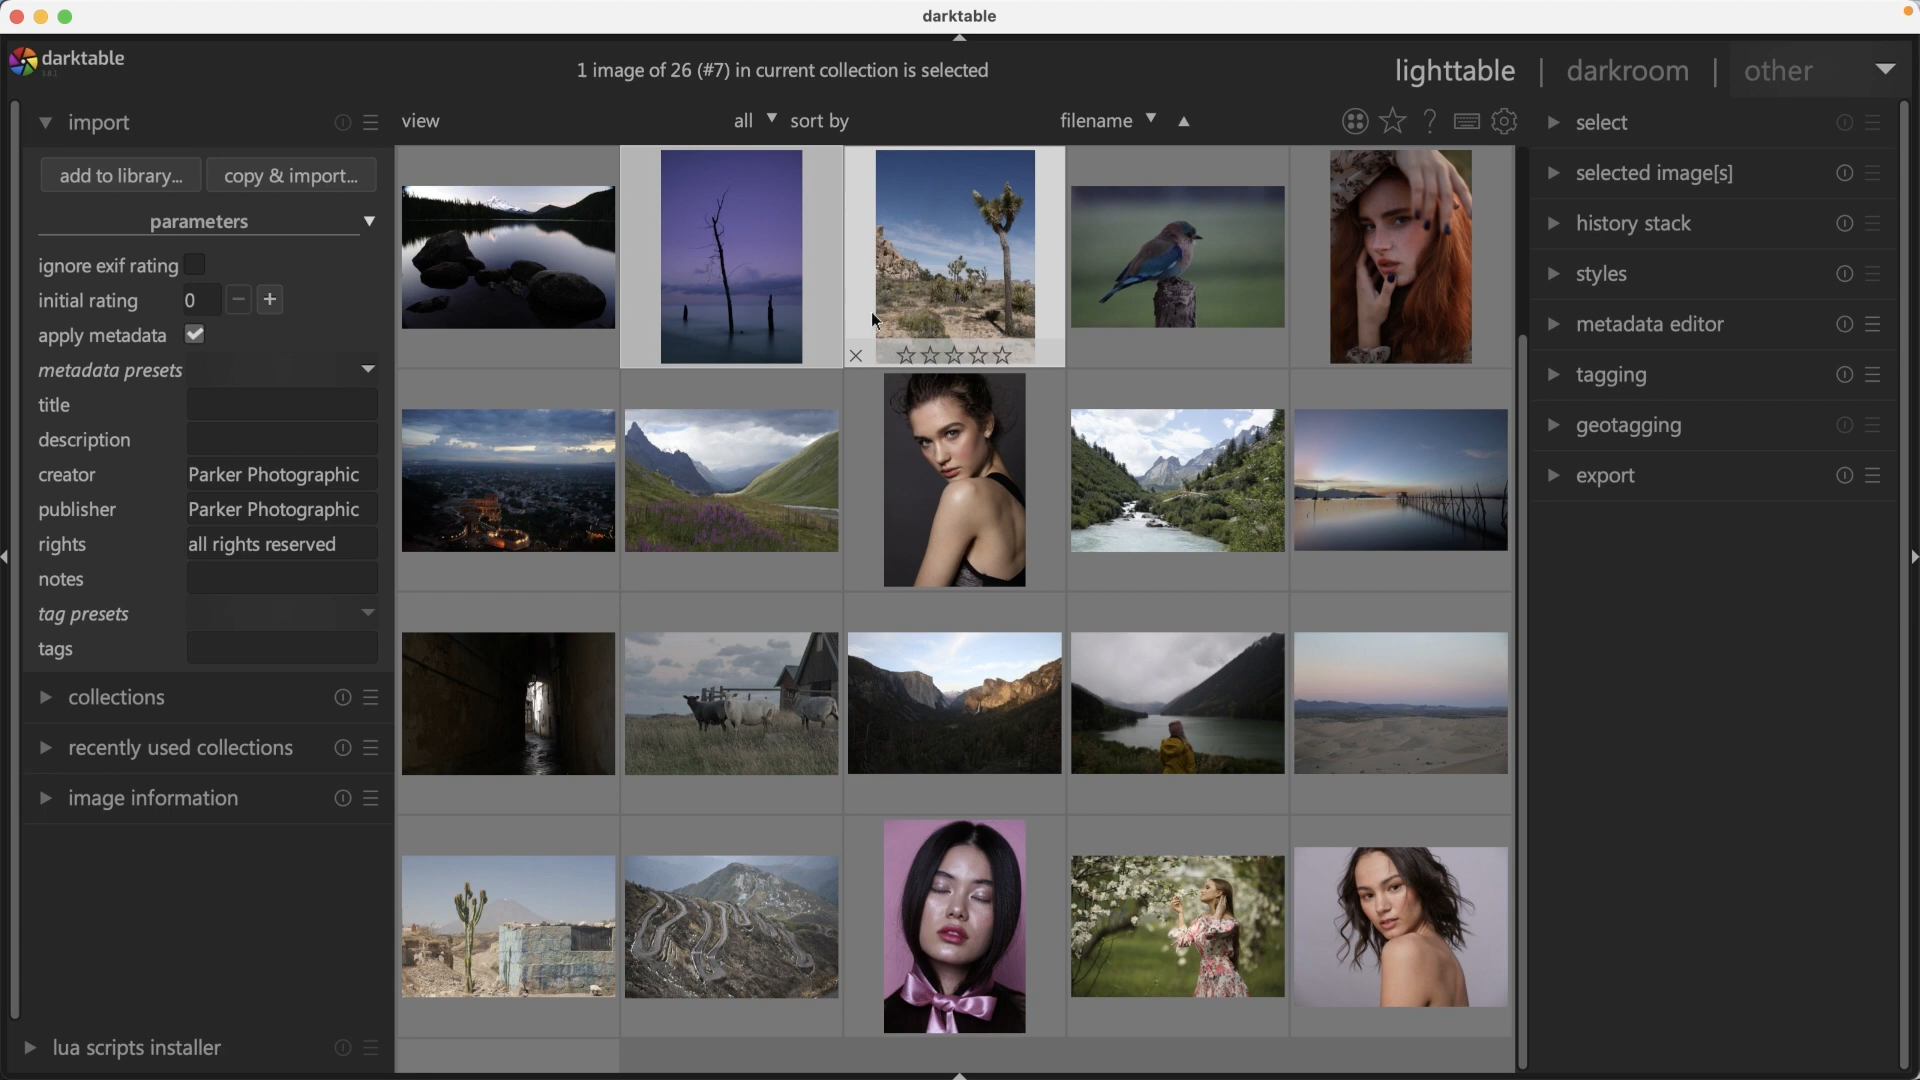 darktable
darktable
3.8.1
1 image of 26 (#7) in current collection is selected
lighttable | darkroom | other
import
view all sort by filename
add to library... copy & import...
parameters
ignore exif rating
initial rating 0 − +
apply metadata
metadata presets
title
description
creator Parker Photographic
publisher Parker Photographic
rights all rights reserved
notes
tag presets
tags
collections
recently used collections
image information
lua scripts installer
select
selected image[s]
history stack
styles
metadata editor
tagging
geotagging
export